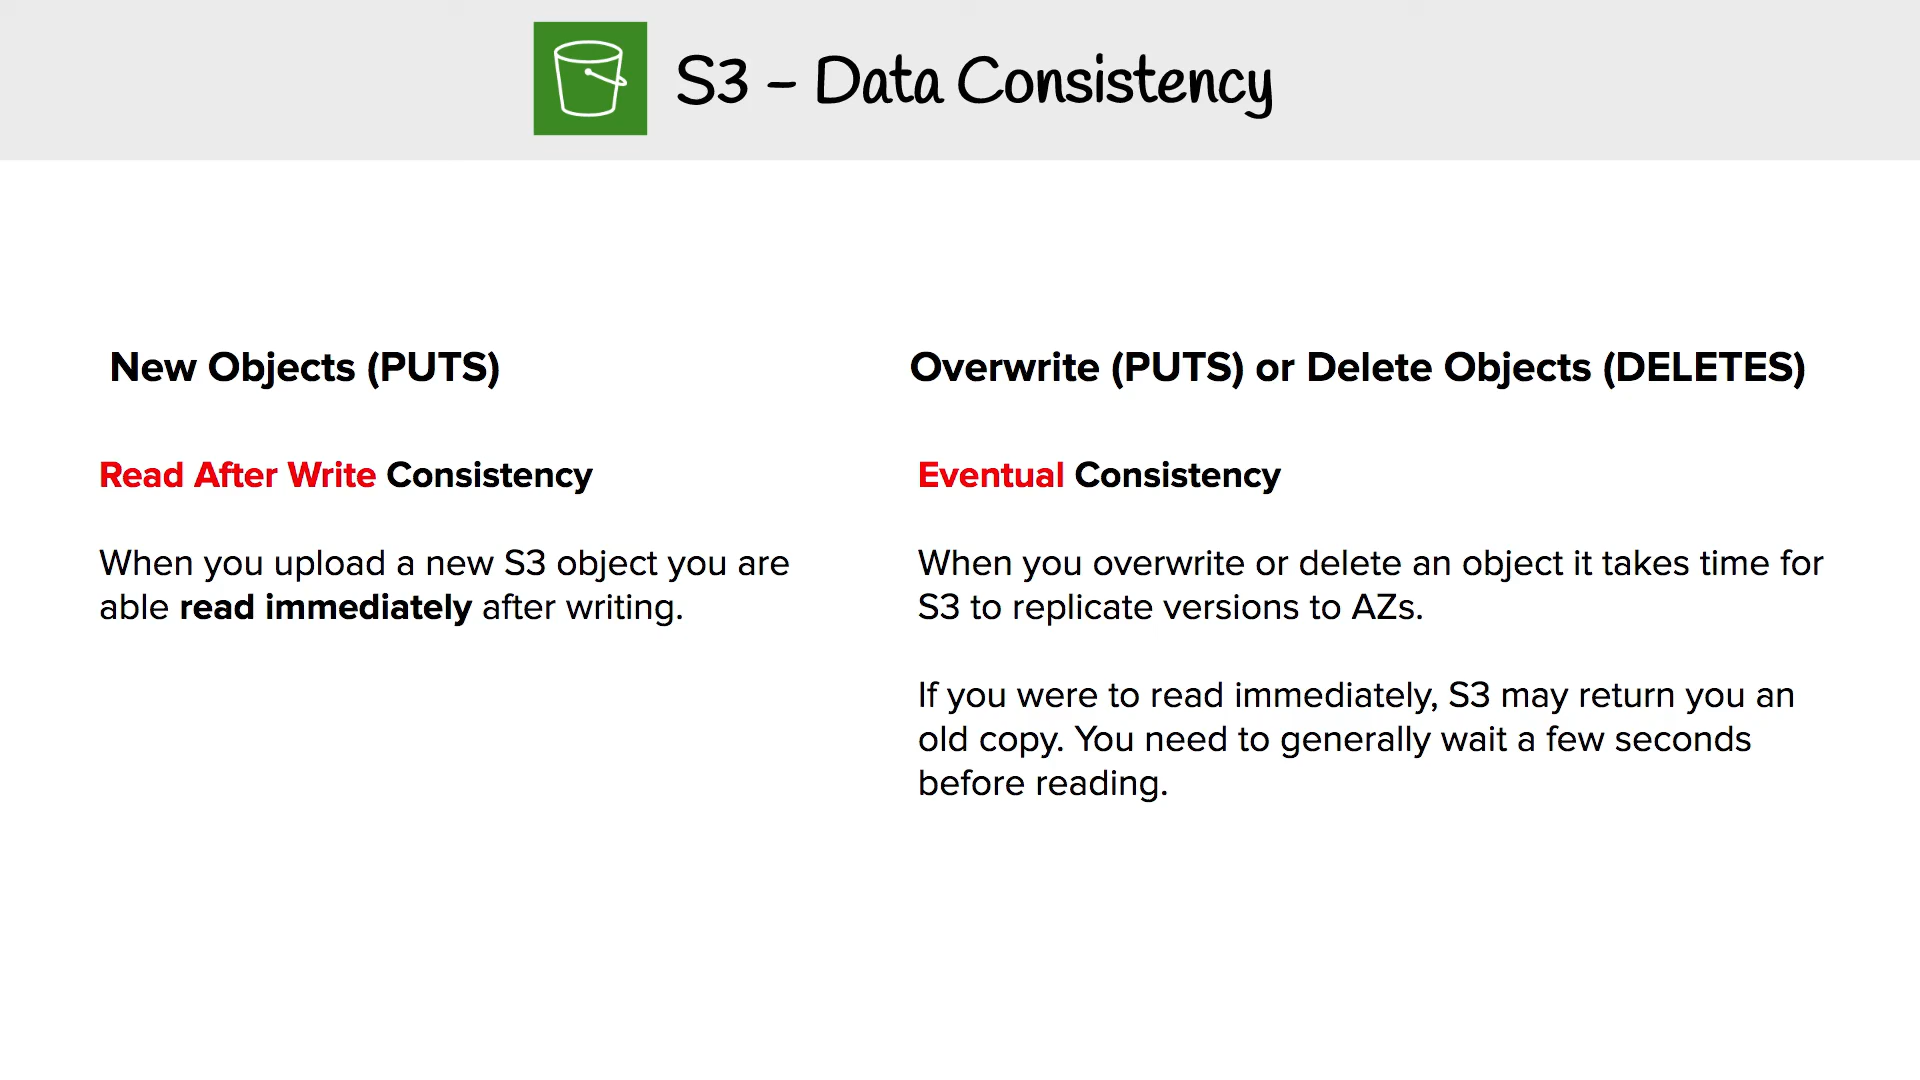 S3 – Data Consistency
New Objects (PUTS)
Read After Write Consistency
When you upload a new S3 object you are
able read immediately after writing.
Overwrite (PUTS) or Delete Objects (DELETES)
Eventual Consistency
When you overwrite or delete an object it takes time for
S3 to replicate versions to AZs.
If you were to read immediately, S3 may return you an
old copy. You need to generally wait a few seconds
before reading.